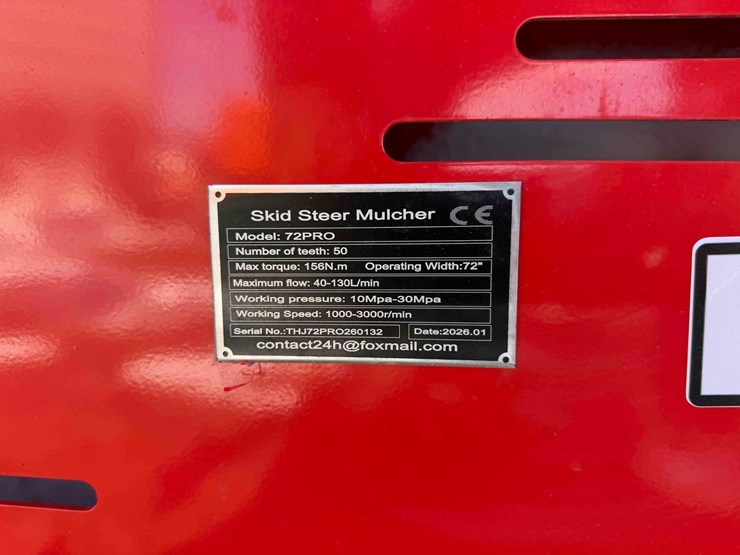 Skid Steer Mulcher CE
Model: 72PRO
Number of teeth: 50
Max torque: 156N.m Operating Width:72"
Maximum flow: 40-130L/min
Working pressure: 10Mpa-30Mpa
Working Speed: 1000-3000r/min
Serial No.:THJ72PRO260132 Date:2026.01
contact24h@foxmail.com